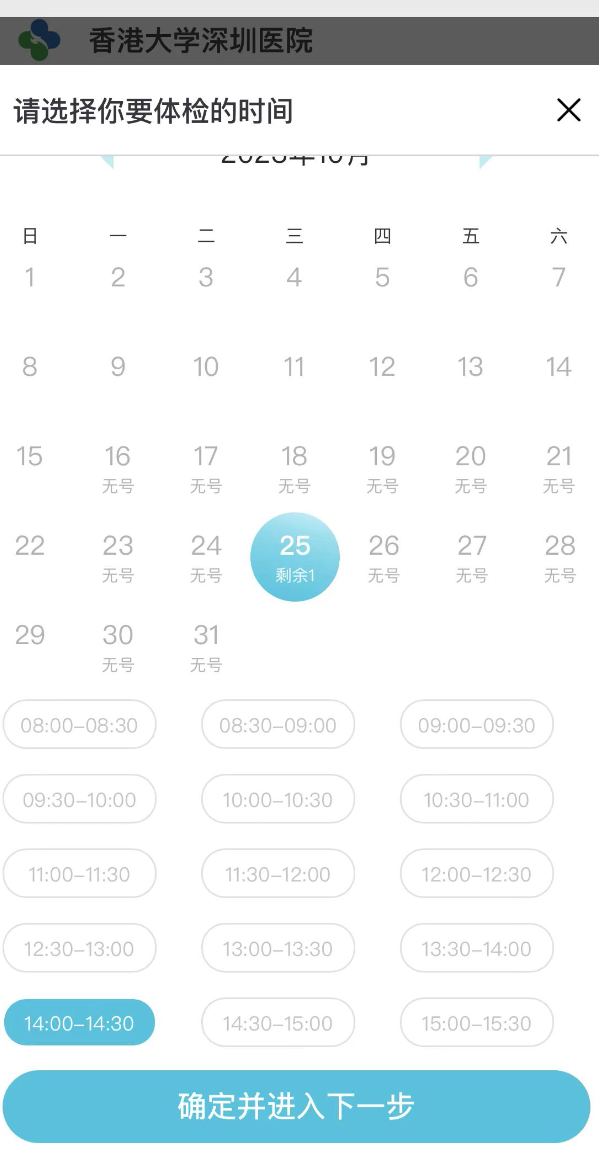 香港大学深圳医院
请选择你要体检的时间
2023年10月
日 一 二 三 四 五 六
1 2 3 4 5 6 7
8 9 10 11 12 13 14
15 16 17 18 19 20 21
无号 无号 无号 无号 无号 无号
22 23 24 25 26 27 28
无号 无号 剩余1 无号 无号 无号
29 30 31
无号 无号
08:00–08:30 08:30–09:00 09:00–09:30
09:30–10:00 10:00–10:30 10:30–11:00
11:00–11:30 11:30–12:00 12:00–12:30
12:30–13:00 13:00–13:30 13:30–14:00
14:00–14:30 14:30–15:00 15:00–15:30
确定并进入下一步